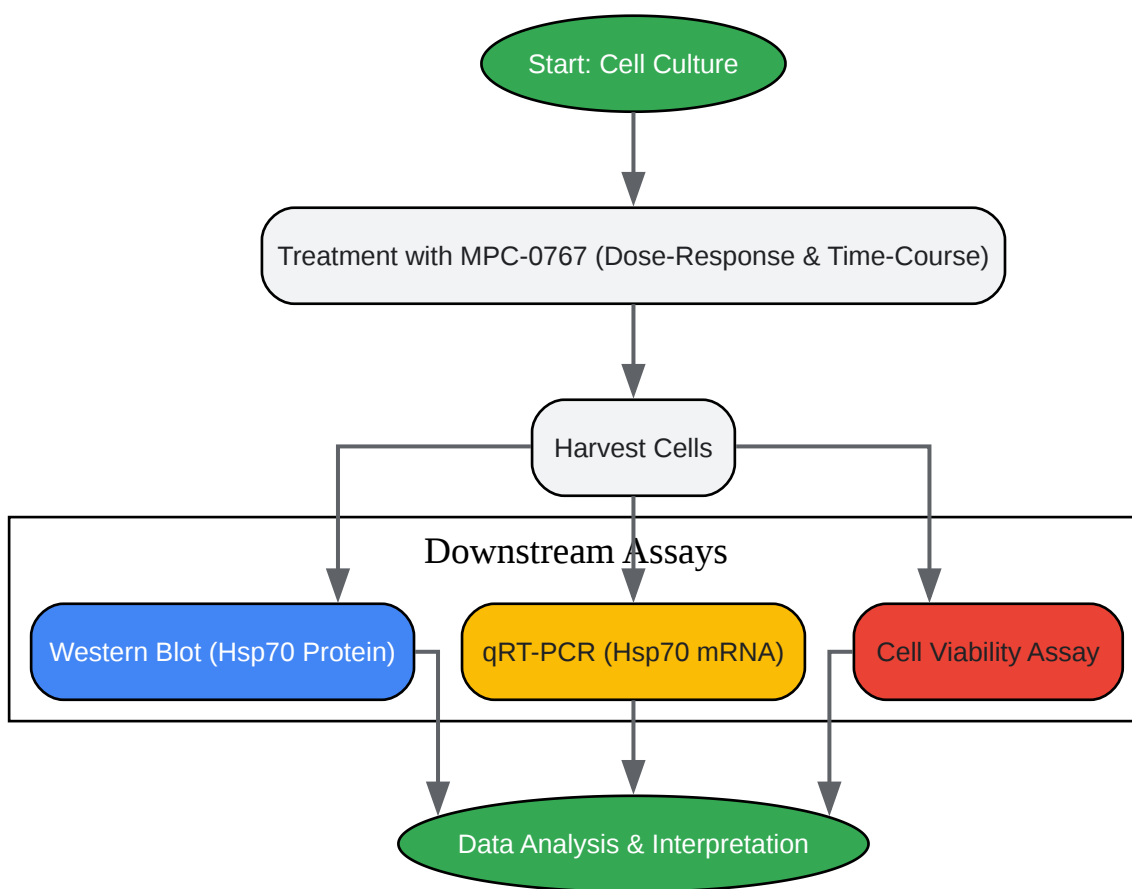 Start: Cell Culture
Treatment with MPC-0767 (Dose-Response & Time-Course)
Harvest Cells
Downstream Assays
Western Blot (Hsp70 Protein)
qRT-PCR (Hsp70 mRNA)
Cell Viability Assay
Data Analysis & Interpretation